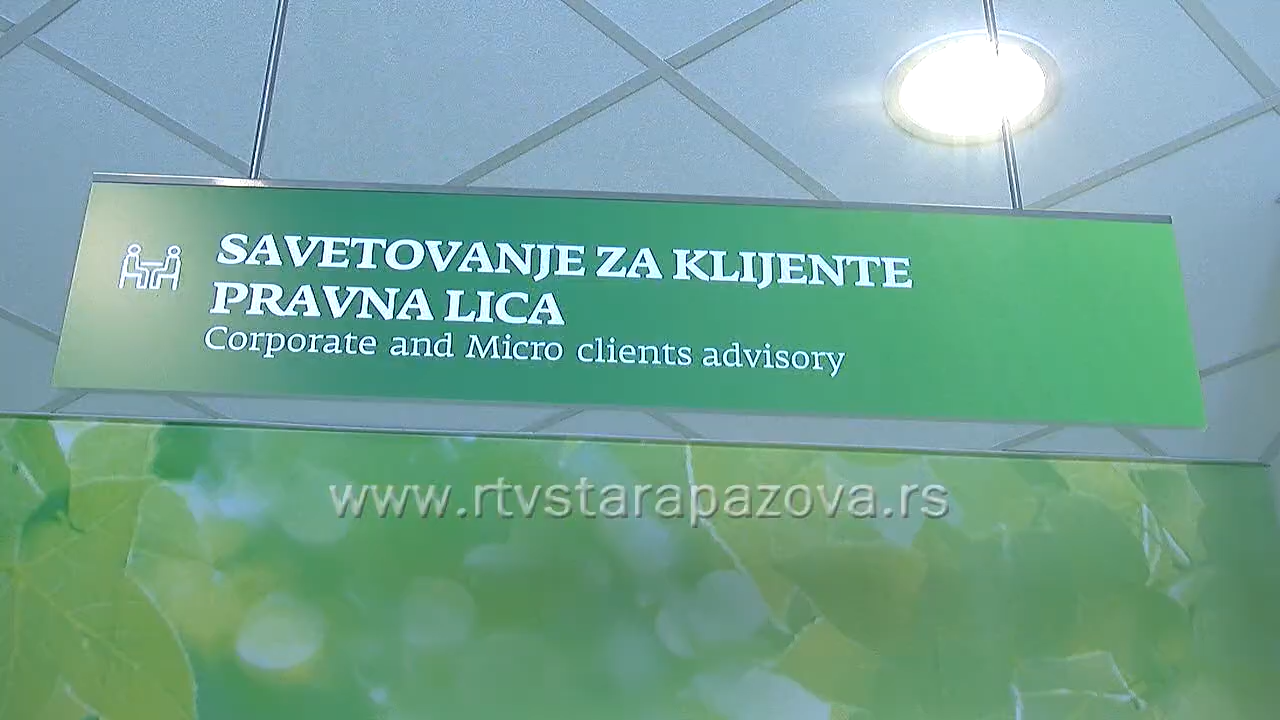 SAVETOVANJE ZA KLIJENTE
PRAVNA LICA
Corporate and Micro clients advisory
www.rtvstarapazova.rs